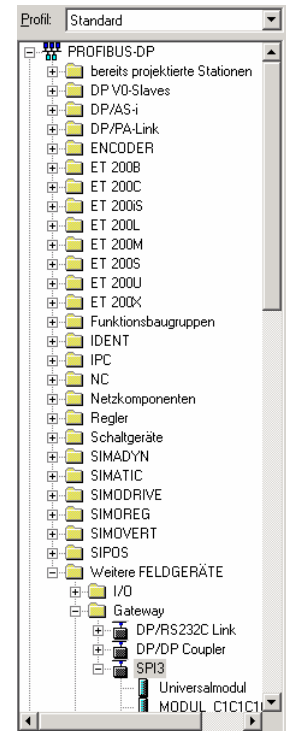 Profil: Standard
PROFIBUS-DP
bereits projektierte Stationen
DP V0-Slaves
DP/AS-i
DP/PA-Link
ENCODER
ET 200B
ET 200C
ET 200iS
ET 200L
ET 200M
ET 200S
ET 200U
ET 200X
Funktionsbaugruppen
IDENT
IPC
NC
Netzkomponenten
Regler
Schaltgeräte
SIMADYN
SIMATIC
SIMODRIVE
SIMOREG
SIMOVERT
SIPOS
Weitere FELDGERÄTE
I/O
Gateway
DP/RS232C Link
DP/DP Coupler
SPI3
Universalmodul
MODUL C1C1C1